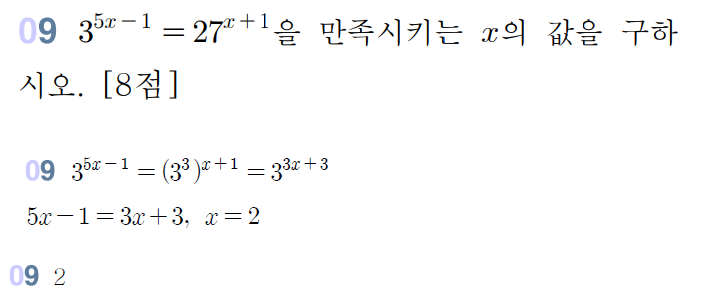 09 3^{5x-1} = 27^{x+1}을 만족시키는 x의 값을 구하
시오. [8점]
09 3^{5x-1} = (3^3)^{x+1} = 3^{3x+3}
5x-1=3x+3, x=2
09 2